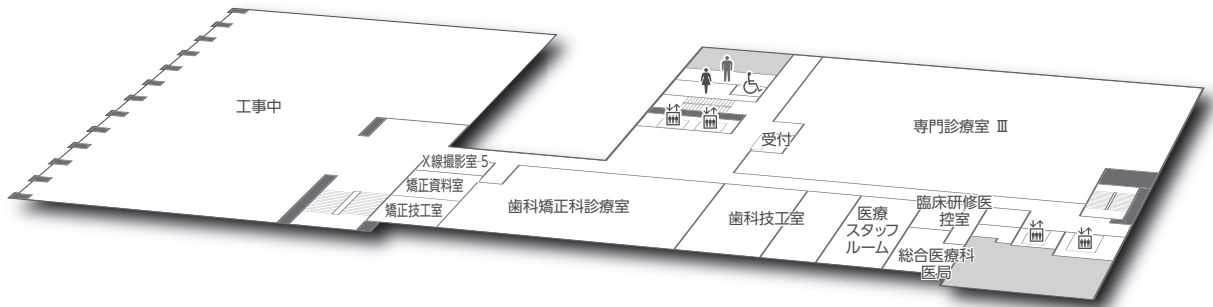 工事中
受付
専門診療室 Ⅲ
X線撮影室-5
矯正資料室
矯正技工室
歯科矯正科診療室
歯科技工室
医療
スタッフ
ルーム
臨床研修医
控室
総合医療科
医局